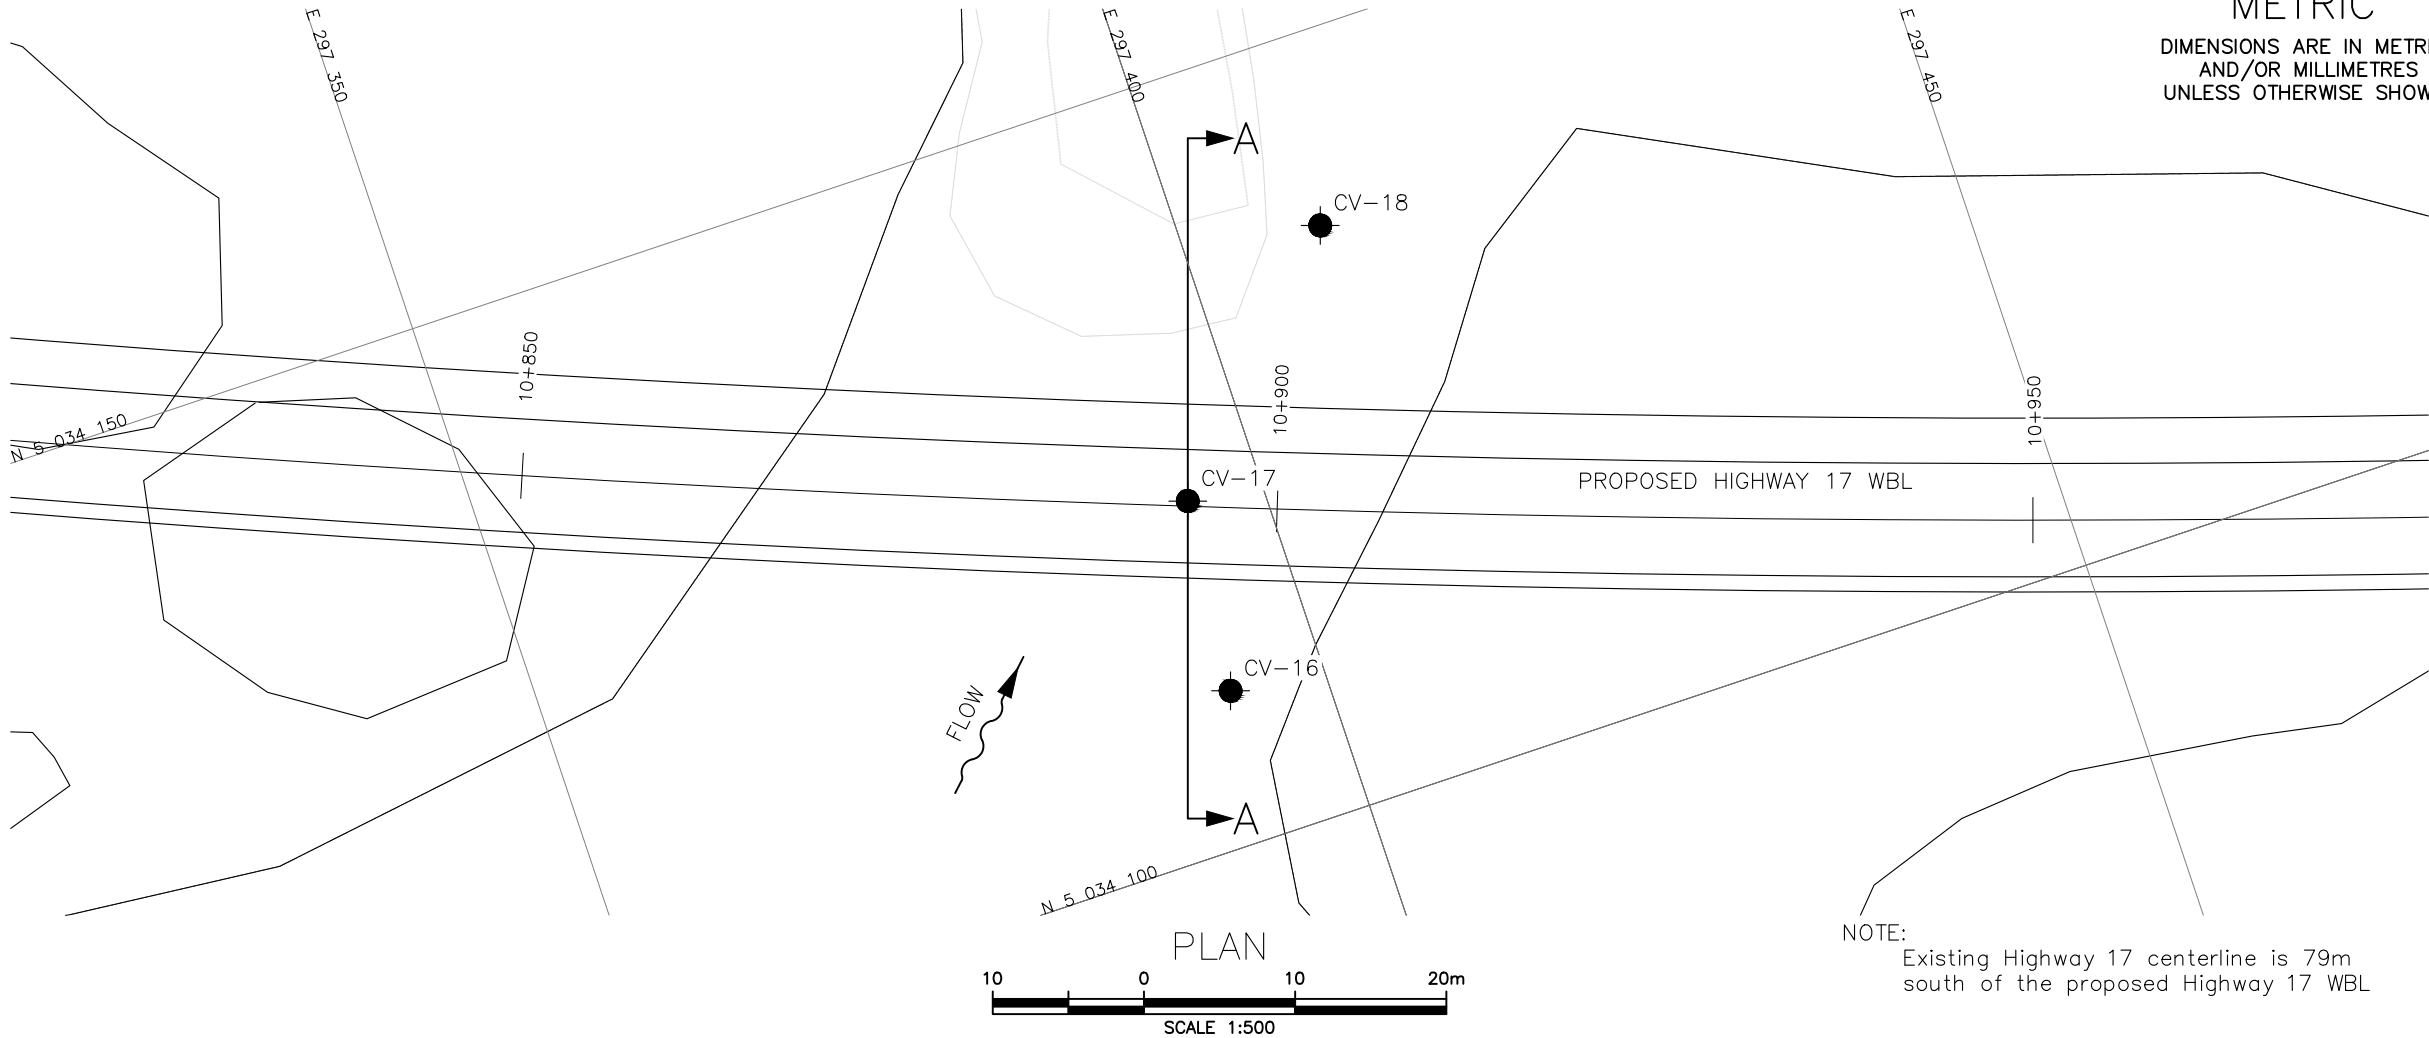 METRIC
DIMENSIONS ARE IN METR
AND/OR MILLIMETRES
UNLESS OTHERWISE SHOW
E 297 350
E 297 400
E 297 450
A
CV-18
10+850
10+900
10+950
N 5 034 150
CV-17
PROPOSED HIGHWAY 17 WBL
CV-16
FLOW
A
N 5 034 100
PLAN
10 0 10 20m
SCALE 1:500
NOTE:
Existing Highway 17 centerline is 79m
south of the proposed Highway 17 WBL